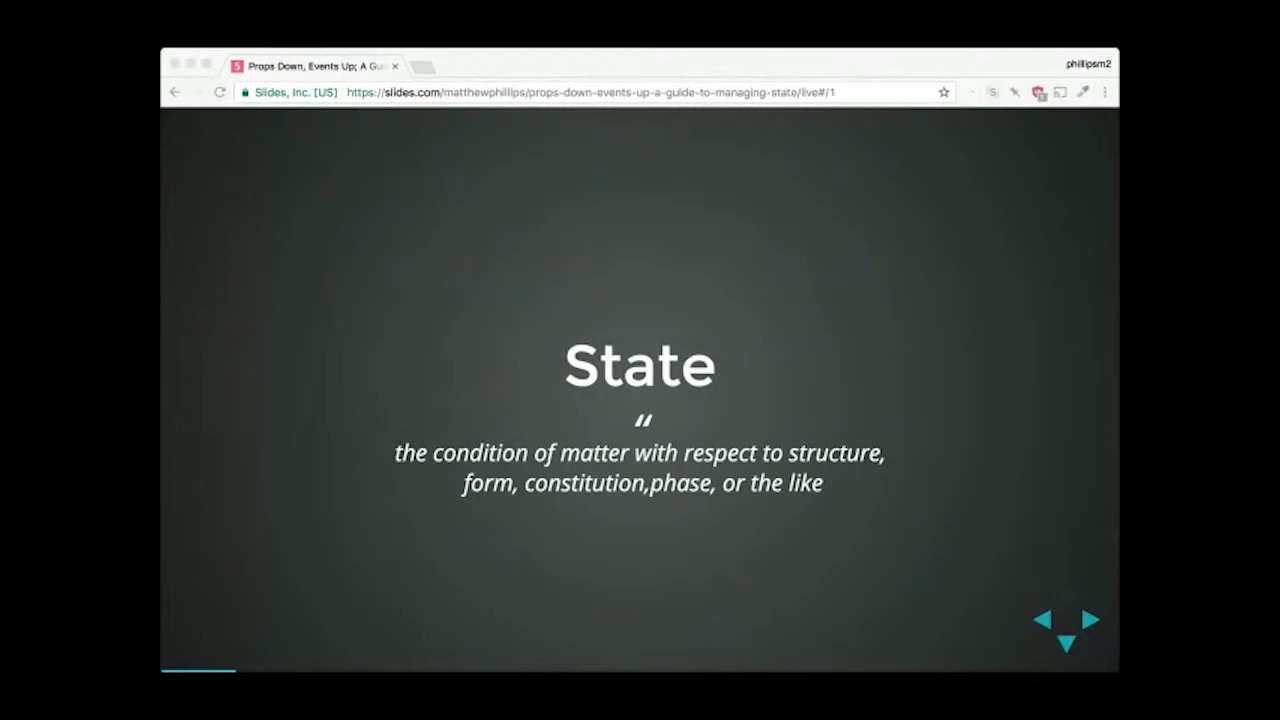 Props Down, Events Up; A Gu
phillipsm2
Slides, Inc. [US] https://slides.com/matthewphillips/props-down-events-up-a-guide-to-managing-state/live#/1
State
“
the condition of matter with respect to structure,
form, constitution,phase, or the like